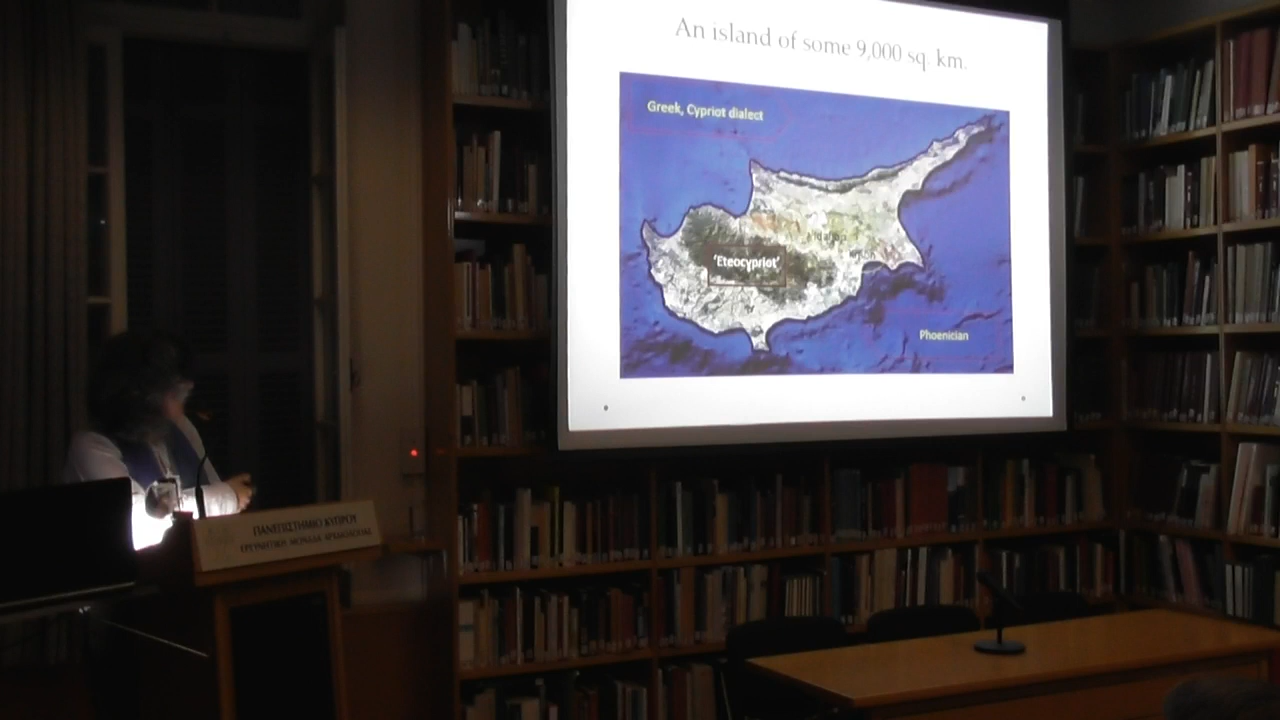 An island of some 9,000 sq. km.
Greek, Cypriot dialect
'Eteocypriot'
Phoenician
ΠΑΝΕΠΙΣΤΗΜΙΟ ΚΥΠΡΟΥ
ΕΡΕΥΝΗΤΙΚΗ ΜΟΝΑΔΑ ΑΡΧΑΙΟΛΟΓΙΑΣ